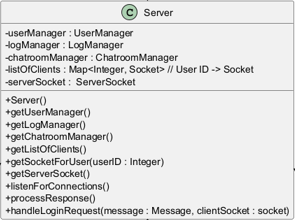 C Server
-userManager : UserManager
-logManager : LogManager
-chatroomManager : ChatroomManager
-listOfClients : Map<Integer, Socket> // User ID -> Socket
-serverSocket : ServerSocket
+Server()
+getUserManager()
+getLogManager()
+getChatroomManager()
+getListOfClients()
+getSocketForUser(userID : Integer)
+getServerSocket()
+listenForConnections()
+processResponse()
+handleLoginRequest(message : Message, clientSocket : socket)